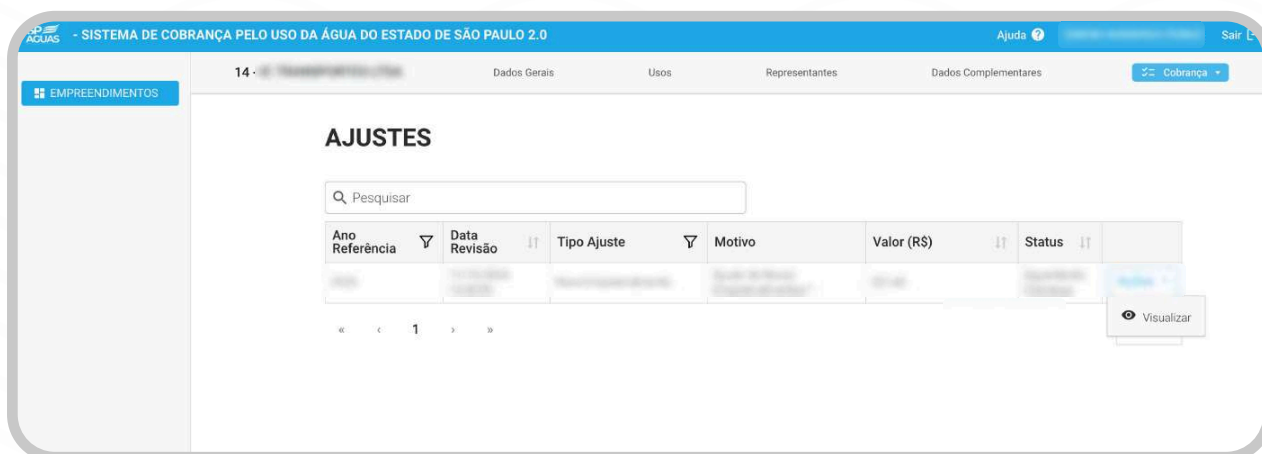 SP ÁGUAS - SISTEMA DE COBRANÇA PELO USO DA ÁGUA DO ESTADO DE SÃO PAULO 2.0 Ajuda ? Sair
EMPREENDIMENTOS
14 - Dados Gerais Usos Representantes Dados Complementares Cobrança
AJUSTES
Pesquisar
Ano Referência Data Revisão Tipo Ajuste Motivo Valor (R$) Status
Visualizar
« ‹ 1 › »